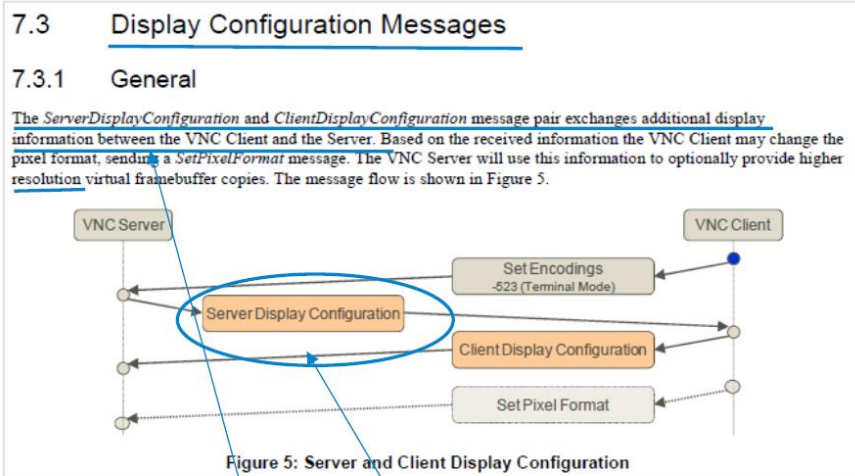 7.3 Display Configuration Messages
7.3.1 General
The ServerDisplayConfiguration and ClientDisplayConfiguration message pair exchanges additional display
information between the VNC Client and the Server. Based on the received information the VNC Client may change the
pixel format, sending a SetPixelFormat message. The VNC Server will use this information to optionally provide higher
resolution virtual framebuffer copies. The message flow is shown in Figure 5.
VNC Server
VNC Client
Set Encodings
-523 (Terminal Mode)
Server Display Configuration
Client Display Configuration
Set Pixel Format
Figure 5: Server and Client Display Configuration